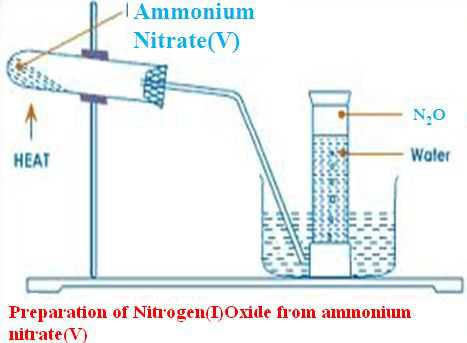 Ammonium
Nitrate(V)
N₂O
HEAT
Water
Preparation of Nitrogen(I)Oxide from ammonium
nitrate(V)